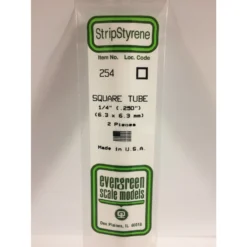 StripStyrene
Item No. Loc. Code
254
SQUARE TUBE
1/4" (.250")
(6.3 x 6.3 mm)
2 Pieces
Made in U.S.A.
evergreen
scale models
Des Plaines, IL 60018